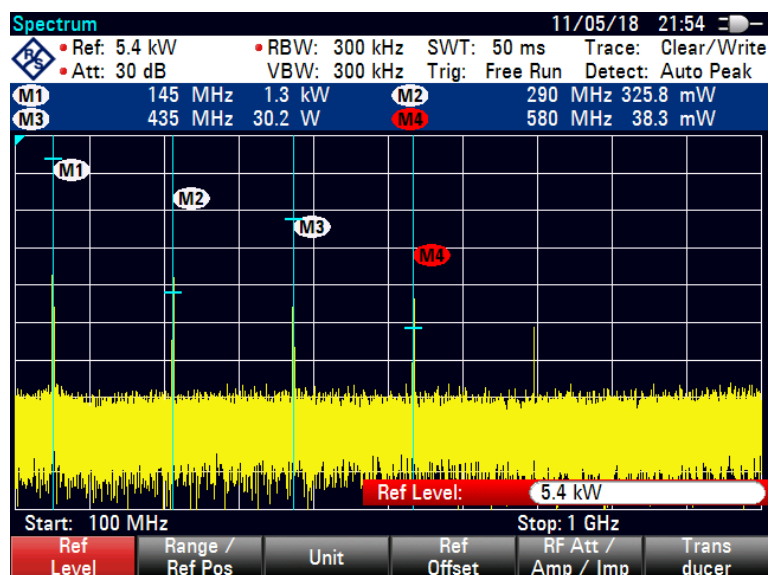 Spectrum 11/05/18 21:54
Ref: 5.4 kW RBW: 300 kHz SWT: 50 ms Trace: Clear/Write
Att: 30 dB VBW: 300 kHz Trig: Free Run Detect: Auto Peak
M1 145 MHz 1.3 kW M2 290 MHz 325.8 mW
M3 435 MHz 30.2 W M4 580 MHz 38.3 mW
M1
M2
M3
M4
Ref Level: 5.4 kW
Start: 100 MHz Stop: 1 GHz
Ref Level Range / Ref Pos Unit Ref Offset RF Att / Amp / Imp Trans ducer